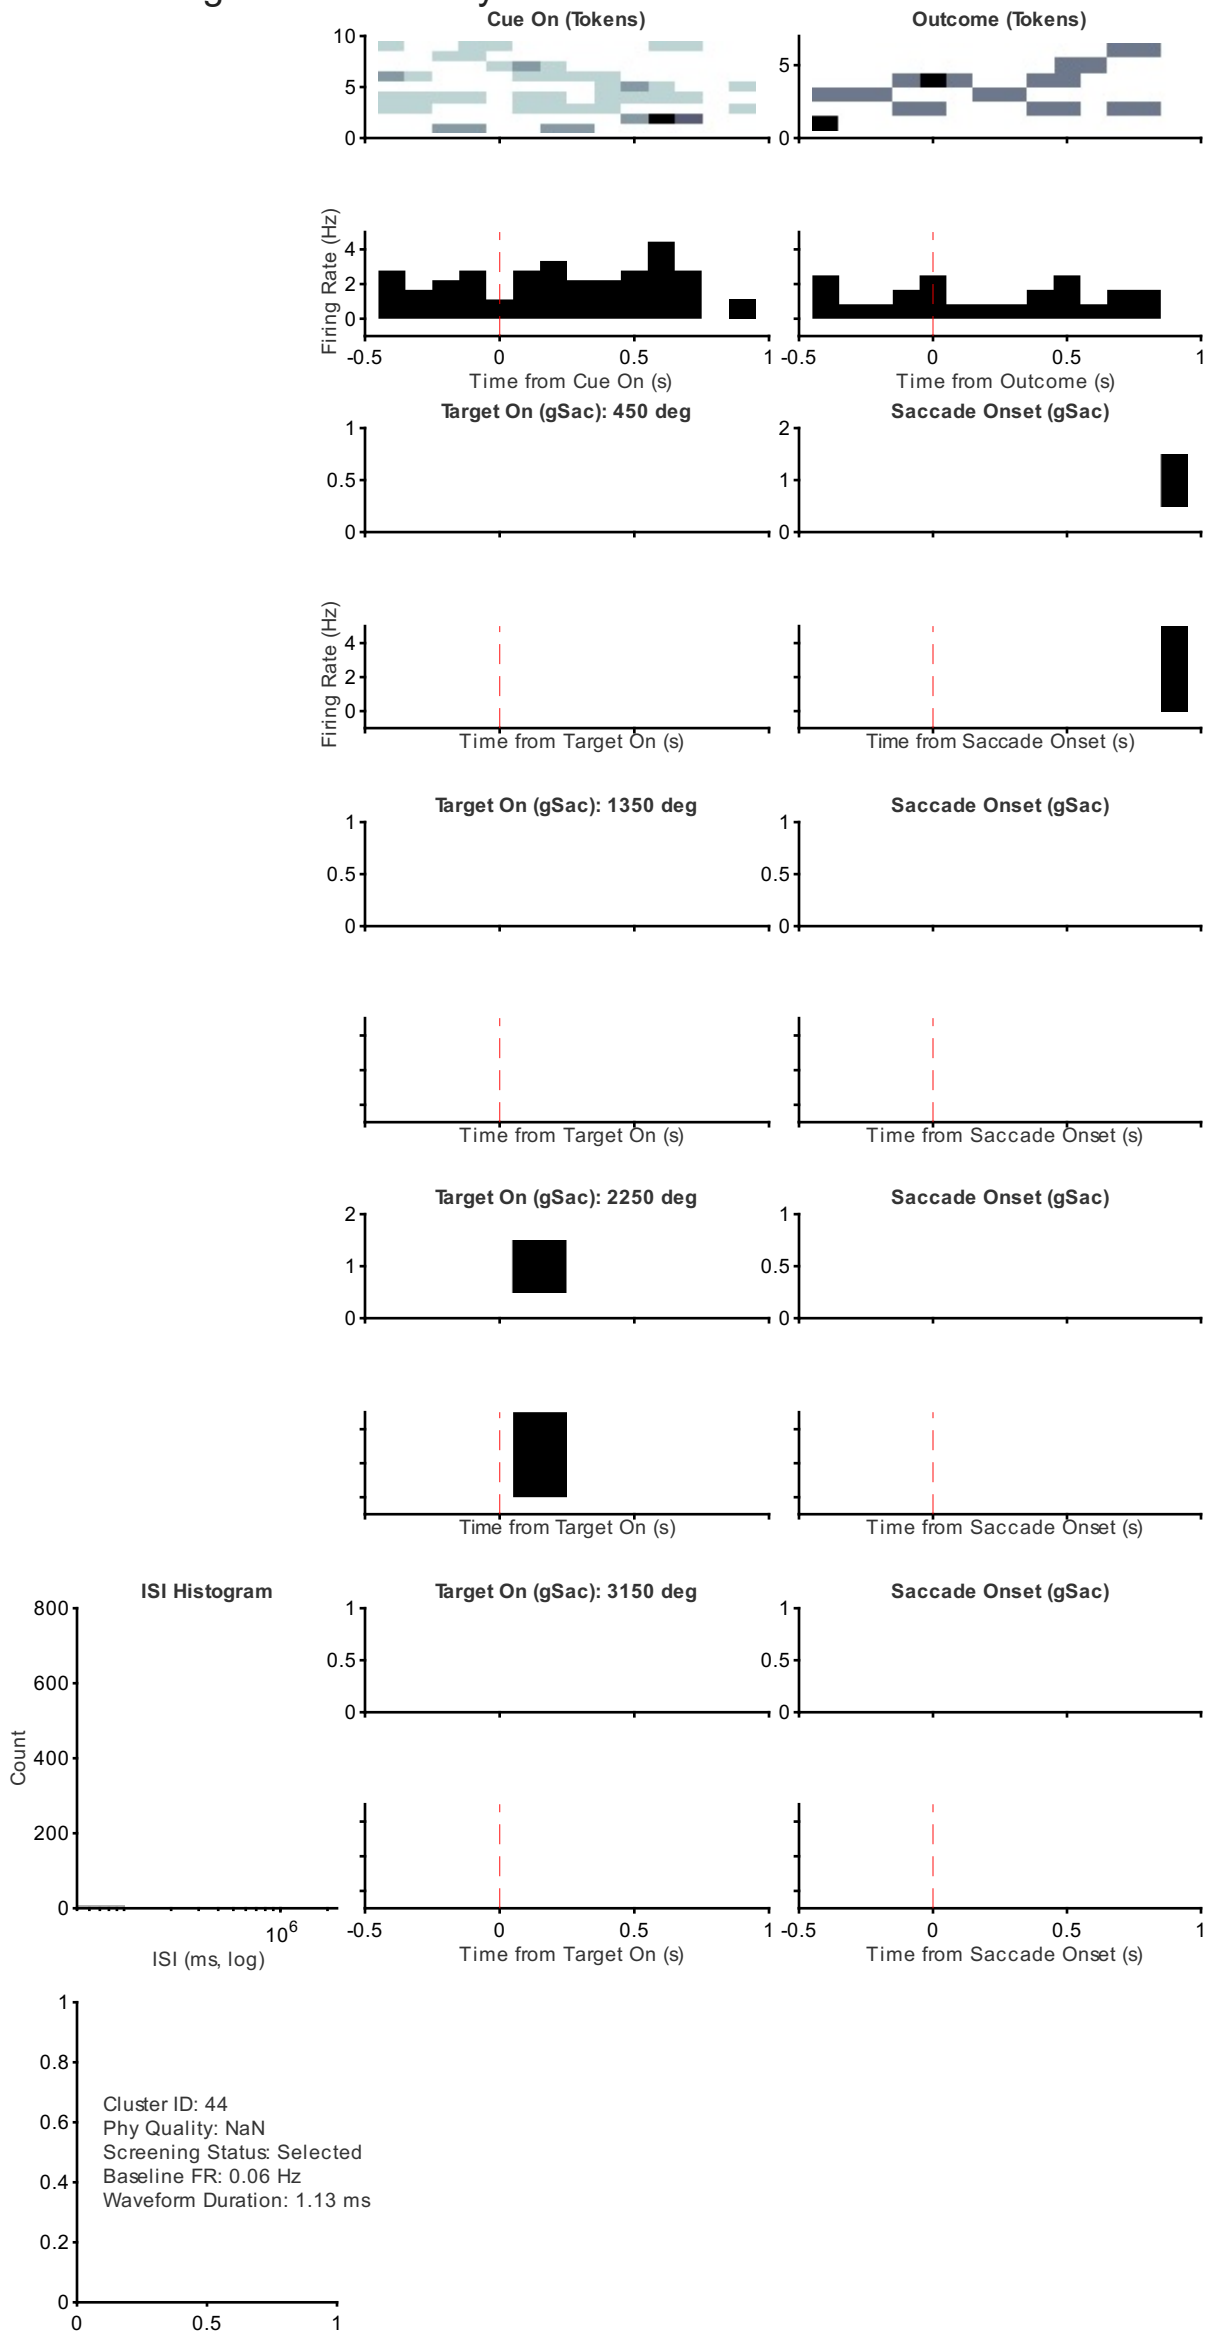 Cue On (Tokens)
Outcome (Tokens)
10
5
0
5
0
Firing Rate (Hz)
4
2
0
-0.5 0 0.5 1
-0.5 0 0.5 1
Time from Cue On (s)
Time from Outcome (s)
Target On (gSac): 450 deg
Saccade Onset (gSac)
1
0.5
0
2
1
0
Firing Rate (Hz)
4
2
0
Time from Target On (s)
Time from Saccade Onset (s)
Target On (gSac): 1350 deg
Saccade Onset (gSac)
1
0.5
0
1
0.5
0
Time from Target On (s)
Time from Saccade Onset (s)
Target On (gSac): 2250 deg
Saccade Onset (gSac)
2
1
0
1
0.5
0
Time from Target On (s)
Time from Saccade Onset (s)
ISI Histogram
Target On (gSac): 3150 deg
Saccade Onset (gSac)
800
600
400
200
0
Count
10^6
ISI (ms, log)
1
0.5
0
1
0.5
0
-0.5 0 0.5 1
-0.5 0 0.5 1
Time from Target On (s)
Time from Saccade Onset (s)
1
0.8
0.6
0.4
0.2
0
Cluster ID: 44
Phy Quality: NaN
Screening Status: Selected
Baseline FR: 0.06 Hz
Waveform Duration: 1.13 ms
0 0.5 1